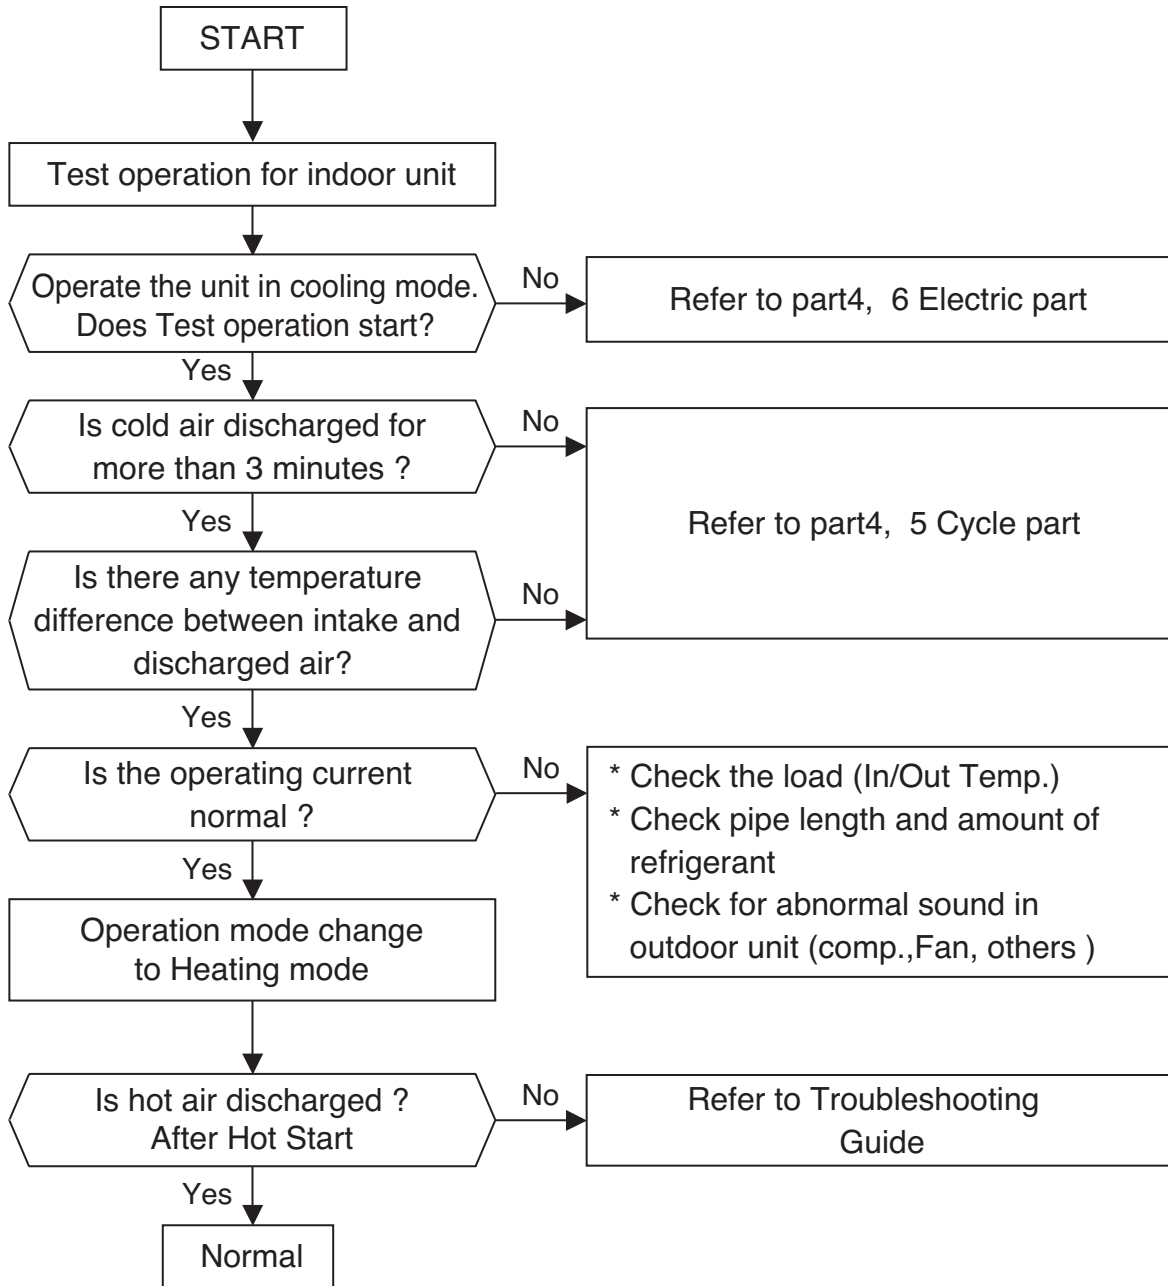 START
Test operation for indoor unit
Operate the unit in cooling mode.
Does Test operation start?
No
Refer to part4, 6 Electric part
Yes
Is cold air discharged for
more than 3 minutes ?
No
Refer to part4, 5 Cycle part
Yes
Is there any temperature
difference between intake and
discharged air?
No
Yes
Is the operating current
normal ?
No
* Check the load (In/Out Temp.)
* Check pipe length and amount of
refrigerant
* Check for abnormal sound in
outdoor unit (comp.,Fan, others )
Yes
Operation mode change
to Heating mode
Is hot air discharged ?
After Hot Start
No
Refer to Troubleshooting
Guide
Yes
Normal